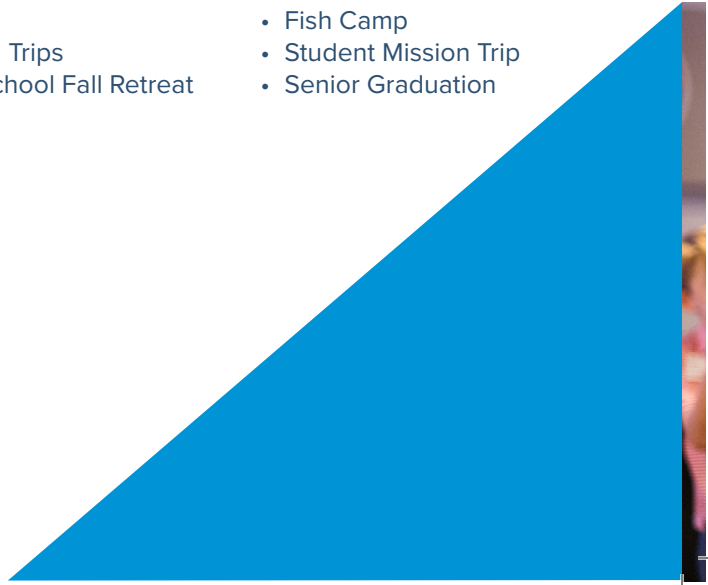 Trips
chool Fall Retreat
• Fish Camp
• Student Mission Trip
• Senior Graduation